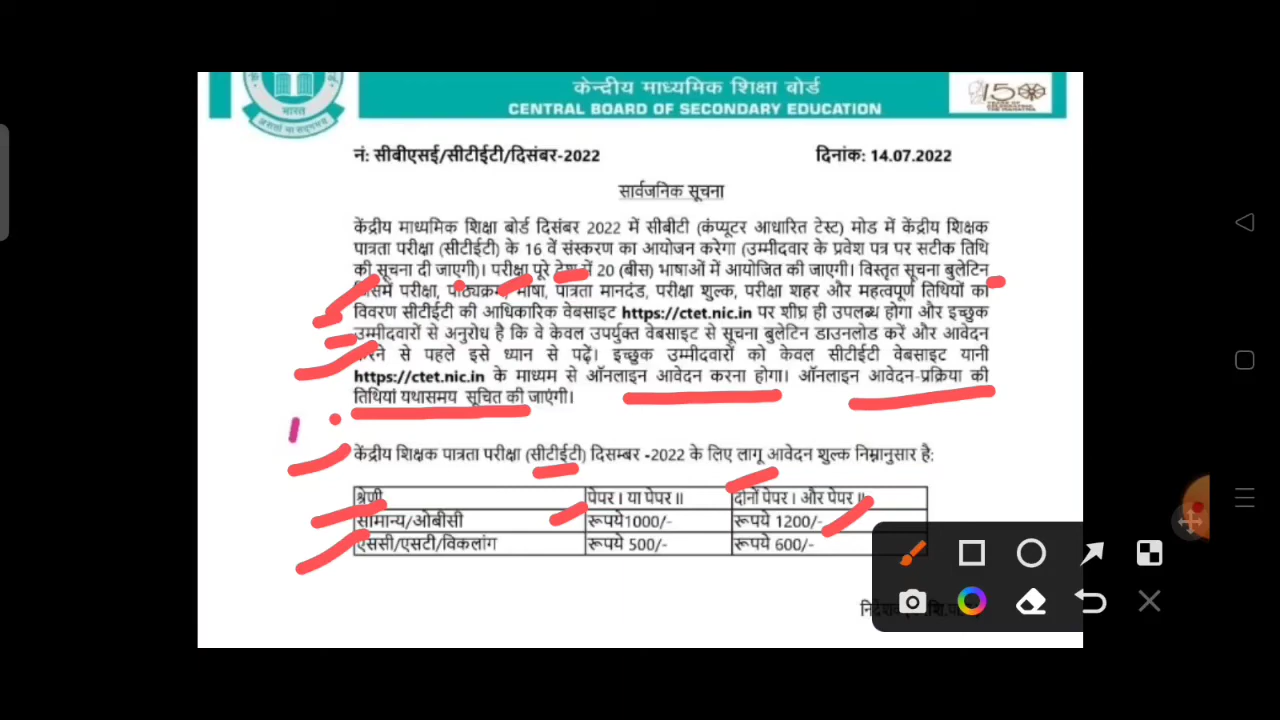 केन्द्रीय माध्यमिक शिक्षा बोर्ड
CENTRAL BOARD OF SECONDARY EDUCATION
भारत
असतो मा सद्गमय
150
नं: सीबीएसई/सीटीईटी/दिसंबर-2022 दिनांक: 14.07.2022
सार्वजनिक सूचना
केंद्रीय माध्यमिक शिक्षा बोर्ड दिसंबर 2022 में सीबीटी (कंप्यूटर आधारित टेस्ट) मोड में केंद्रीय शिक्षक
पात्रता परीक्षा (सीटीईटी) के 16 वें संस्करण का आयोजन करेगा (उम्मीदवार के प्रवेश पत्र पर सटीक तिथि
की सूचना दी जाएगी)। परीक्षा पूरे देश में 20 (बीस) भाषाओं में आयोजित की जाएगी। विस्तृत सूचना बुलेटिन
जिसमें परीक्षा, पाठ्यक्रम, भाषा, पात्रता मानदंड, परीक्षा शुल्क, परीक्षा शहर और महत्वपूर्ण तिथियों का
विवरण सीटीईटी की आधिकारिक वेबसाइट https://ctet.nic.in पर शीघ्र ही उपलब्ध होगा और इच्छुक
उम्मीदवारों से अनुरोध है कि वे केवल उपर्युक्त वेबसाइट से सूचना बुलेटिन डाउनलोड करें और आवेदन
करने से पहले इसे ध्यान से पढ़ें। इच्छुक उम्मीदवारों को केवल सीटीईटी वेबसाइट यानी
https://ctet.nic.in के माध्यम से ऑनलाइन आवेदन करना होगा। ऑनलाइन आवेदन-प्रक्रिया की
तिथियां यथासमय सूचित की जाएंगी।
केंद्रीय शिक्षक पात्रता परीक्षा (सीटीईटी) दिसम्बर -2022 के लिए लागू आवेदन शुल्क निम्नानुसार है:
श्रेणी पेपर I या पेपर II दोनों पेपर I और पेपर II
सामान्य/ओबीसी रूपये1000/- रूपये 1200/-
एससी/एसटी/विकलांग रूपये 500/- रूपये 600/-